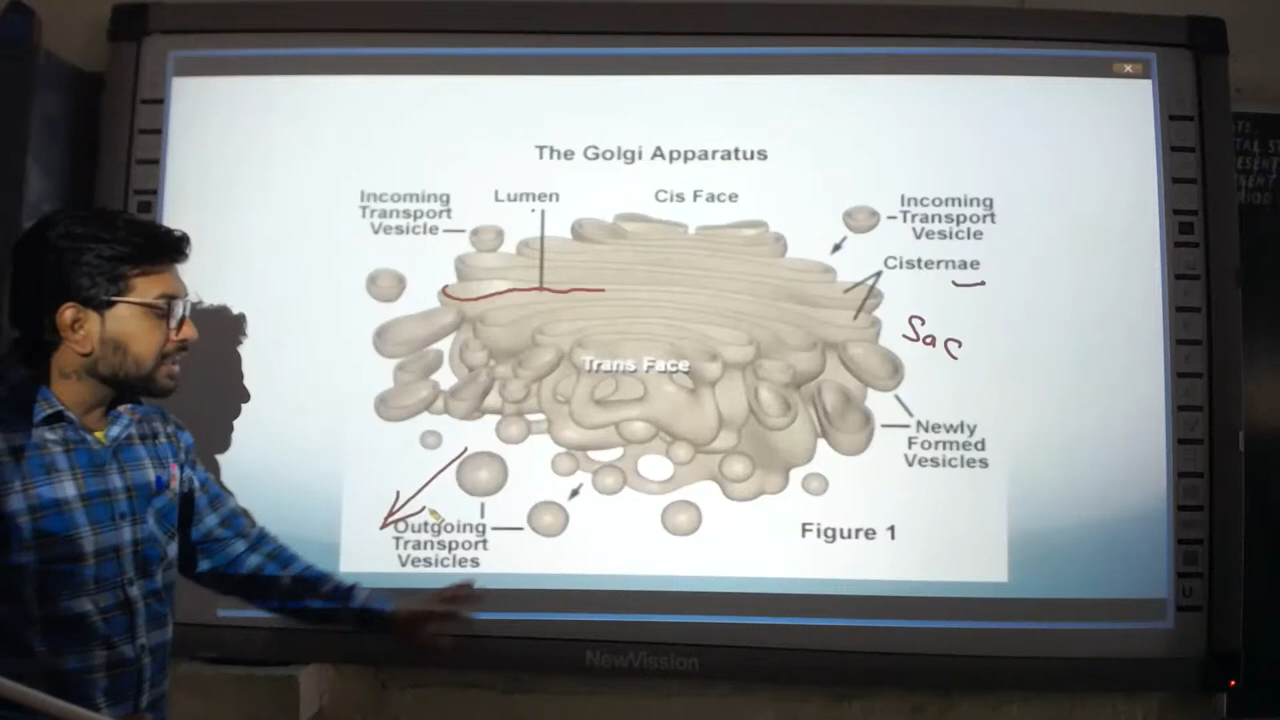 The Golgi Apparatus
Incoming
Transport
Vesicle
Lumen
Cis Face
Incoming
Transport
Vesicle
Cisternae
Sac
Trans Face
Newly
Formed
Vesicles
Outgoing
Transport
Vesicles
Figure 1
NewVission